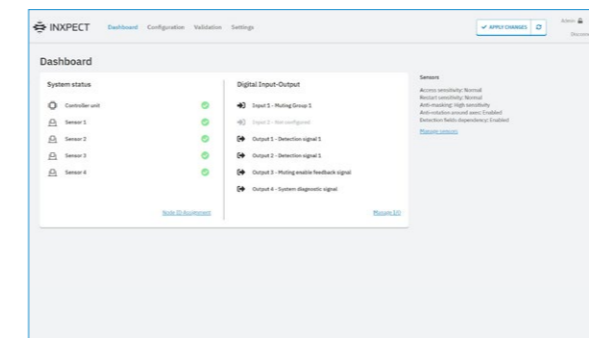 INXPECT
Dashboard
Configuration
Validation
Settings
APPLY CHANGES
Admin
Dashboard
System status
Controller unit
Sensor 1
Sensor 2
Sensor 3
Sensor 4
Node ID Assignment
Digital Input-Output
Input 1 - Muting Group 1
Input 2 - Not configured
Output 1 - Detection signal 1
Output 2 - Detection signal 1
Output 3 - Muting enable feedback signal
Output 4 - System diagnostic signal
Manage I/O
Sensors
Access sensitivity: Normal
Restart sensitivity: Normal
Anti-masking: High sensitivity
Anti-rotation around axes: Enabled
Detection fields dependency: Enabled
Manage sensors